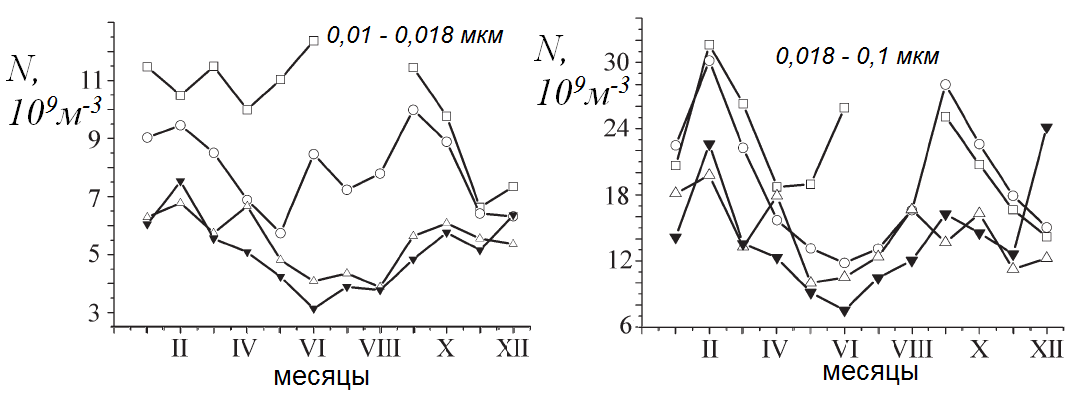 0,01 - 0,018 мкм
N,
10⁹м⁻³
11
9
7
5
3
II IV VI VIII X XII
месяцы
0,018 - 0,1 мкм
N,
10⁹м⁻³
30
24
18
12
6
II IV VI VIII X XII
месяцы